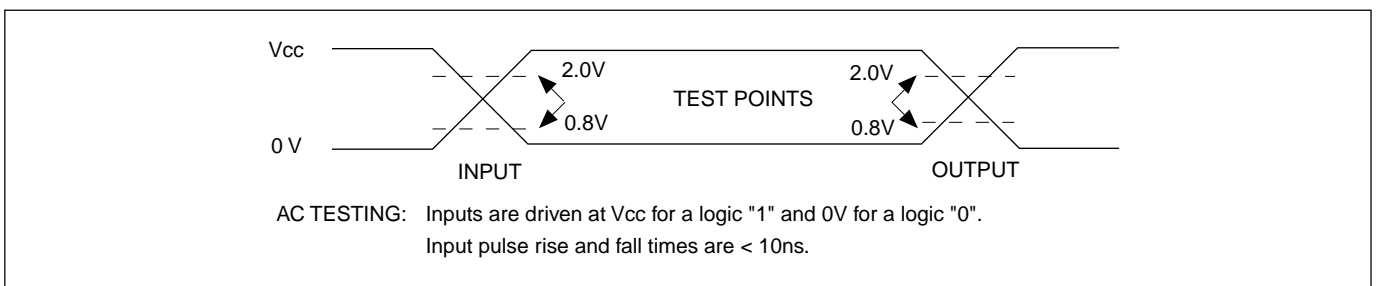 Vcc
2.0V
2.0V
TEST POINTS
0.8V
0.8V
0 V
INPUT
OUTPUT
AC TESTING: Inputs are driven at Vcc for a logic "1" and 0V for a logic "0".
Input pulse rise and fall times are < 10ns.